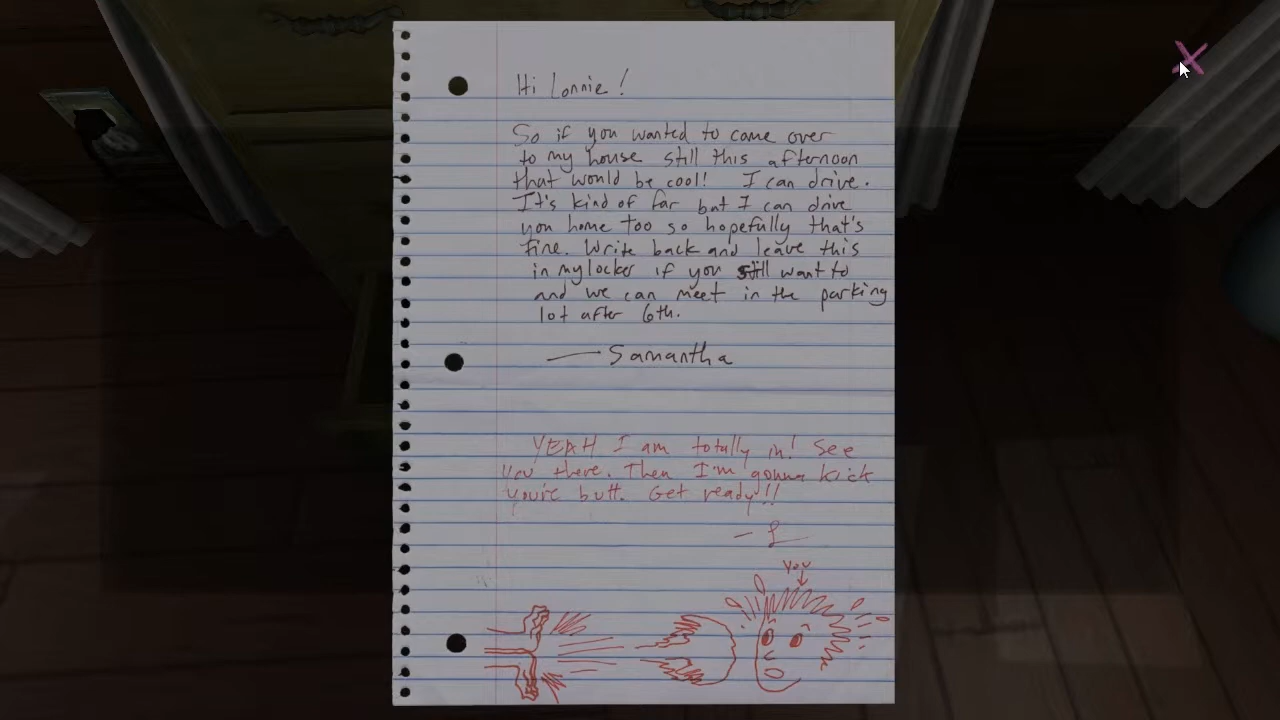 Hi Lonnie!
So if you wanted to come over
to my house still this afternoon
that would be cool! I can drive.
It's kind of far but I can drive
you home too so hopefully that's
fine. Write back and leave this
in my locker if you still want to
and we can meet in the parking
lot after 6th.
— Samantha
YEAH I am totally in! See
you there. Then I'm gonna kick
you're butt. Get ready!!
- L
You